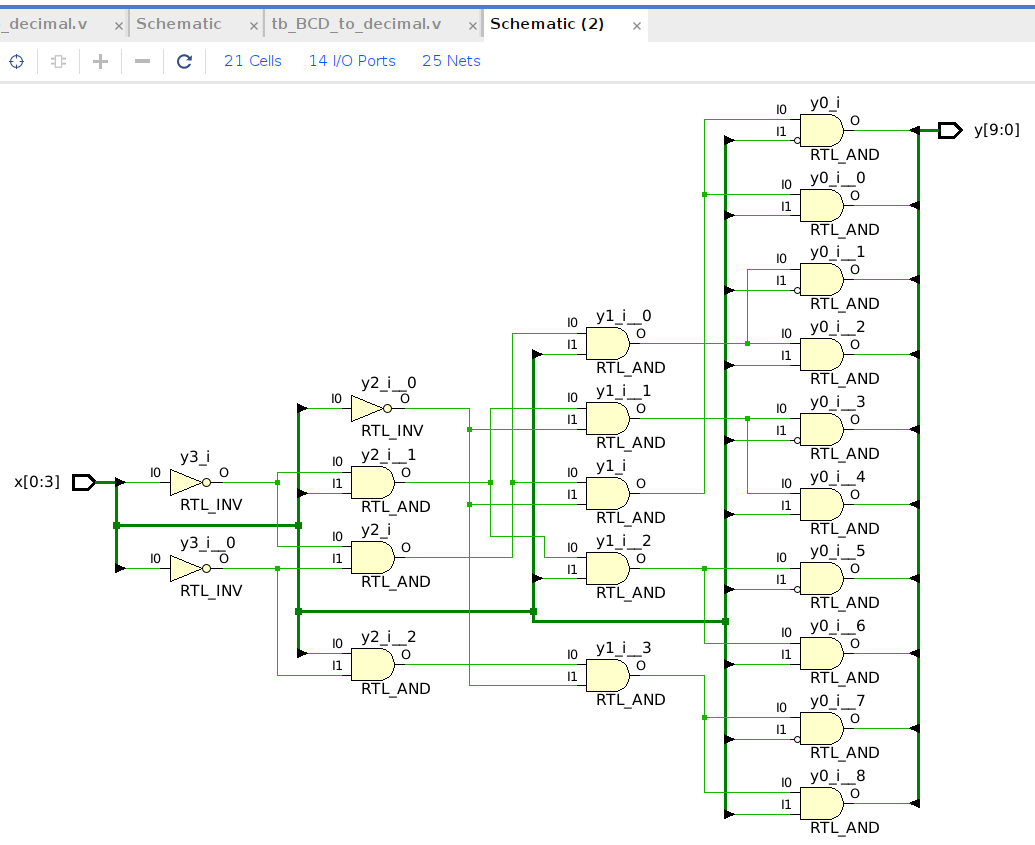 _decimal.v × Schematic × tb_BCD_to_decimal.v × Schematic (2) ×
21 Cells 14 I/O Ports 25 Nets
y0_i
I0 O
I1
RTL_AND
y[9:0]
y0_i__0
I0 O
I1
RTL_AND
y0_i__1
I0 O
I1
RTL_AND
y1_i__0
I0 O
I1
RTL_AND
y0_i__2
I0 O
I1
RTL_AND
y2_i__0
I0 O
RTL_INV
y1_i__1
I0 O
I1
RTL_AND
y0_i__3
I0 O
I1
RTL_AND
x[0:3]
y3_i
I0 O
RTL_INV
y2_i__1
I0 O
I1
RTL_AND
y1_i
I0 O
I1
RTL_AND
y0_i__4
I0 O
I1
RTL_AND
y3_i__0
I0 O
RTL_INV
y2_i
I0 O
I1
RTL_AND
y1_i__2
I0 O
I1
RTL_AND
y0_i__5
I0 O
I1
RTL_AND
y2_i__2
I0 O
I1
RTL_AND
y1_i__3
I0 O
I1
RTL_AND
y0_i__6
I0 O
I1
RTL_AND
y0_i__7
I0 O
I1
RTL_AND
y0_i__8
I0 O
I1
RTL_AND